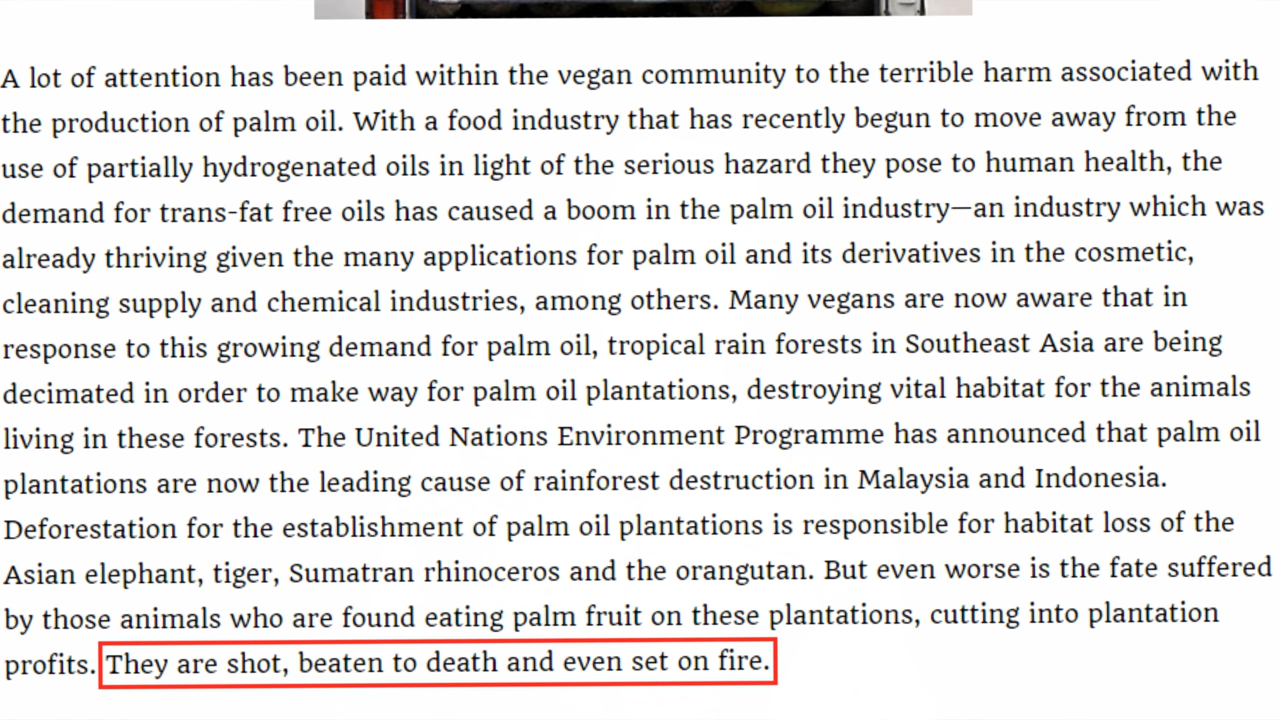 A lot of attention has been paid within the vegan community to the terrible harm associated with
the production of palm oil. With a food industry that has recently begun to move away from the
use of partially hydrogenated oils in light of the serious hazard they pose to human health, the
demand for trans-fat free oils has caused a boom in the palm oil industry—an industry which was
already thriving given the many applications for palm oil and its derivatives in the cosmetic,
cleaning supply and chemical industries, among others. Many vegans are now aware that in
response to this growing demand for palm oil, tropical rain forests in Southeast Asia are being
decimated in order to make way for palm oil plantations, destroying vital habitat for the animals
living in these forests. The United Nations Environment Programme has announced that palm oil
plantations are now the leading cause of rainforest destruction in Malaysia and Indonesia.
Deforestation for the establishment of palm oil plantations is responsible for habitat loss of the
Asian elephant, tiger, Sumatran rhinoceros and the orangutan. But even worse is the fate suffered
by those animals who are found eating palm fruit on these plantations, cutting into plantation
profits. They are shot, beaten to death and even set on fire.